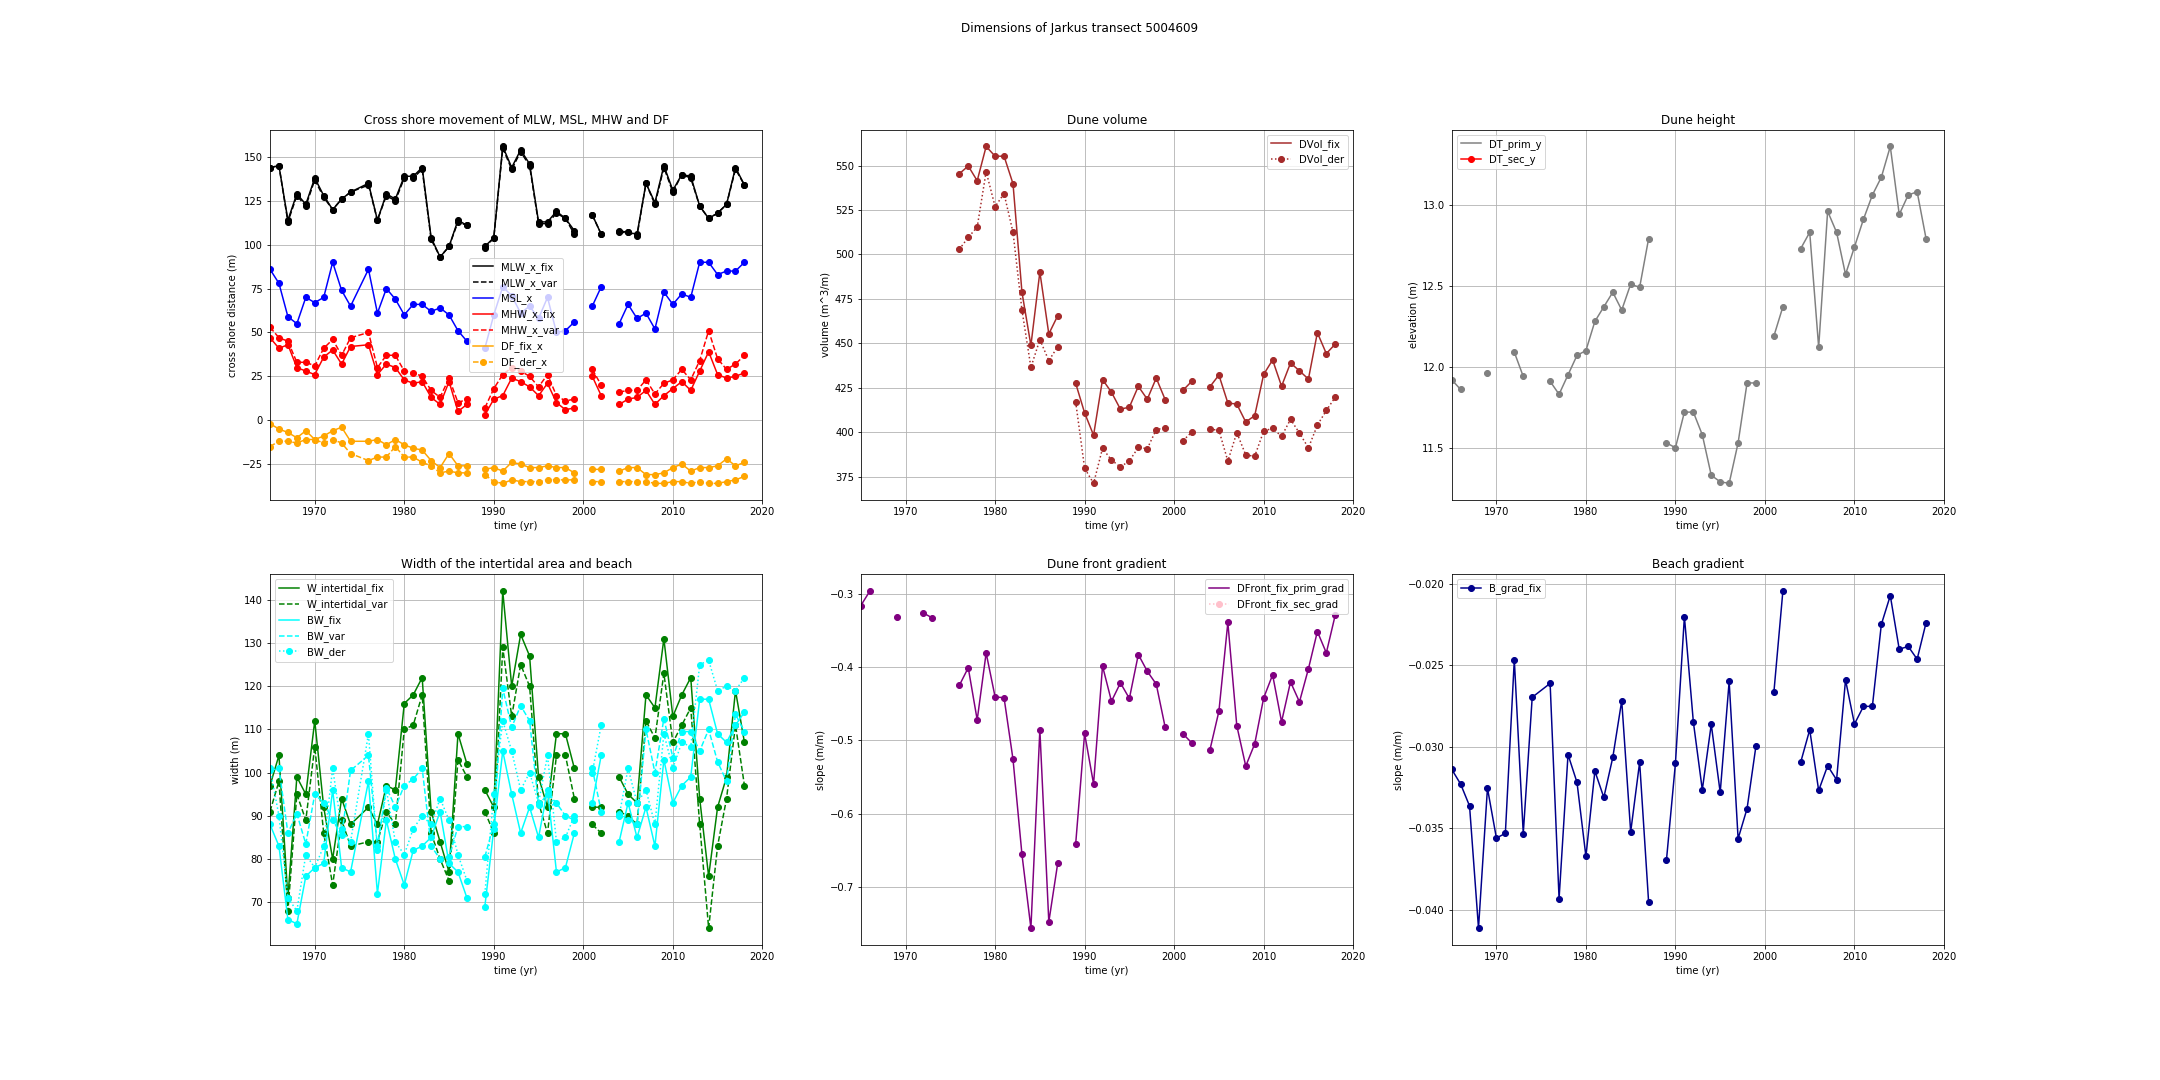 Dimensions of Jarkus transect 5004609
Cross shore movement of MLW, MSL, MHW and DF
cross shore distance (m)
150
125
100
75
50
25
0
−25
MLW_x_fix
MLW_x_var
MSL_x
MHW_x_fix
MHW_x_var
DF_fix_x
DF_der_x
1970 1980 1990 2000 2010 2020
time (yr)
Dune volume
volume (m^3/m)
550
525
500
475
450
425
400
375
DVol_fix
DVol_der
1970 1980 1990 2000 2010 2020
time (yr)
Dune height
elevation (m)
13.0
12.5
12.0
11.5
DT_prim_y
DT_sec_y
1970 1980 1990 2000 2010 2020
time (yr)
Width of the intertidal area and beach
width (m)
140
130
120
110
100
90
80
70
W_intertidal_fix
W_intertidal_var
BW_fix
BW_var
BW_der
1970 1980 1990 2000 2010 2020
time (yr)
Dune front gradient
slope (m/m)
−0.3
−0.4
−0.5
−0.6
−0.7
DFront_fix_prim_grad
DFront_fix_sec_grad
1970 1980 1990 2000 2010 2020
time (yr)
Beach gradient
slope (m/m)
−0.020
−0.025
−0.030
−0.035
−0.040
B_grad_fix
1970 1980 1990 2000 2010 2020
time (yr)